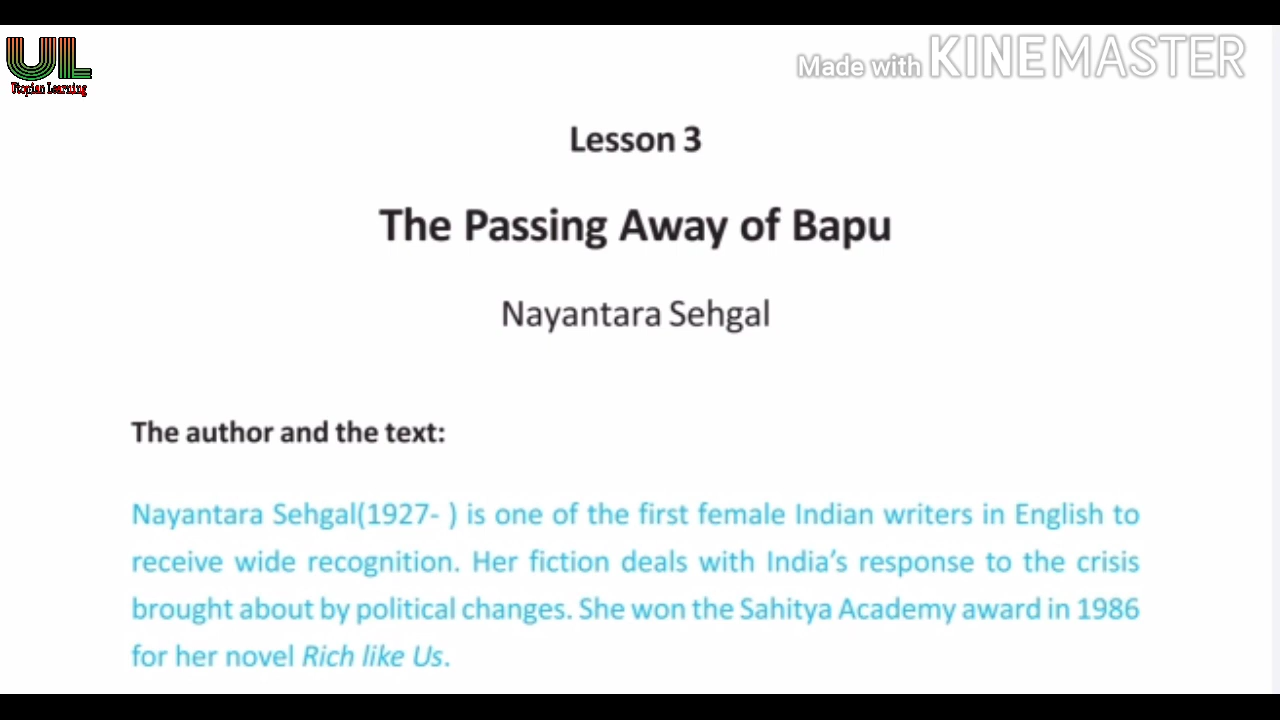 UL
Utopian Learning
Made with KINEMASTER
Lesson 3
The Passing Away of Bapu
Nayantara Sehgal
The author and the text:
Nayantara Sehgal(1927- ) is one of the first female Indian writers in English to
receive wide recognition. Her fiction deals with India’s response to the crisis
brought about by political changes. She won the Sahitya Academy award in 1986
for her novel Rich like Us.